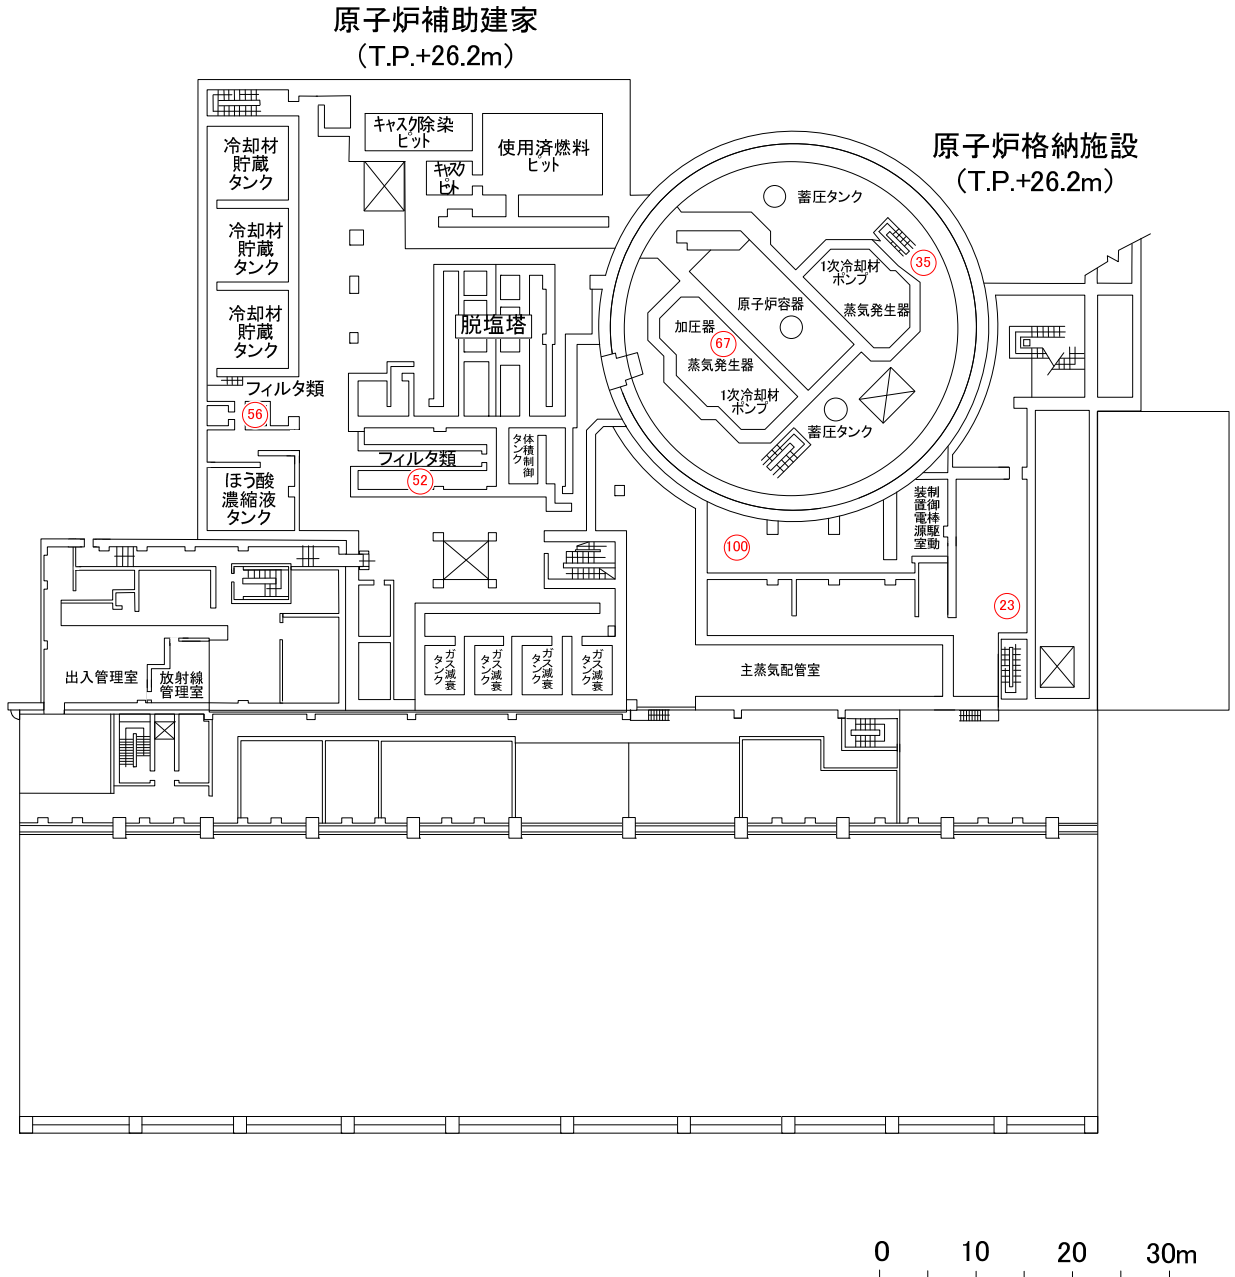 原子炉補助建家
（T.P.+26.2m）
原子炉格納施設
（T.P.+26.2m）
冷却材
貯蔵
タンク
キャスク除染
ピット
使用済燃料
ピット
キャスク
ピット
蓄圧タンク
35
冷却材
貯蔵
タンク
1次冷却材
ポンプ
蒸気発生器
原子炉容器
冷却材
貯蔵
タンク
脱塩塔
加圧器
67
蒸気発生器
1次冷却材
ポンプ
蓄圧タンク
フィルタ類
56
フィルタ類
52
体積制御
タンク
ほう酸
濃縮液
タンク
制御棒駆動
装置電源室
100
23
出入管理室
放射線
管理室
ガス減衰
タンク
ガス減衰
タンク
ガス減衰
タンク
ガス減衰
タンク
主蒸気配管室
0 10 20 30m